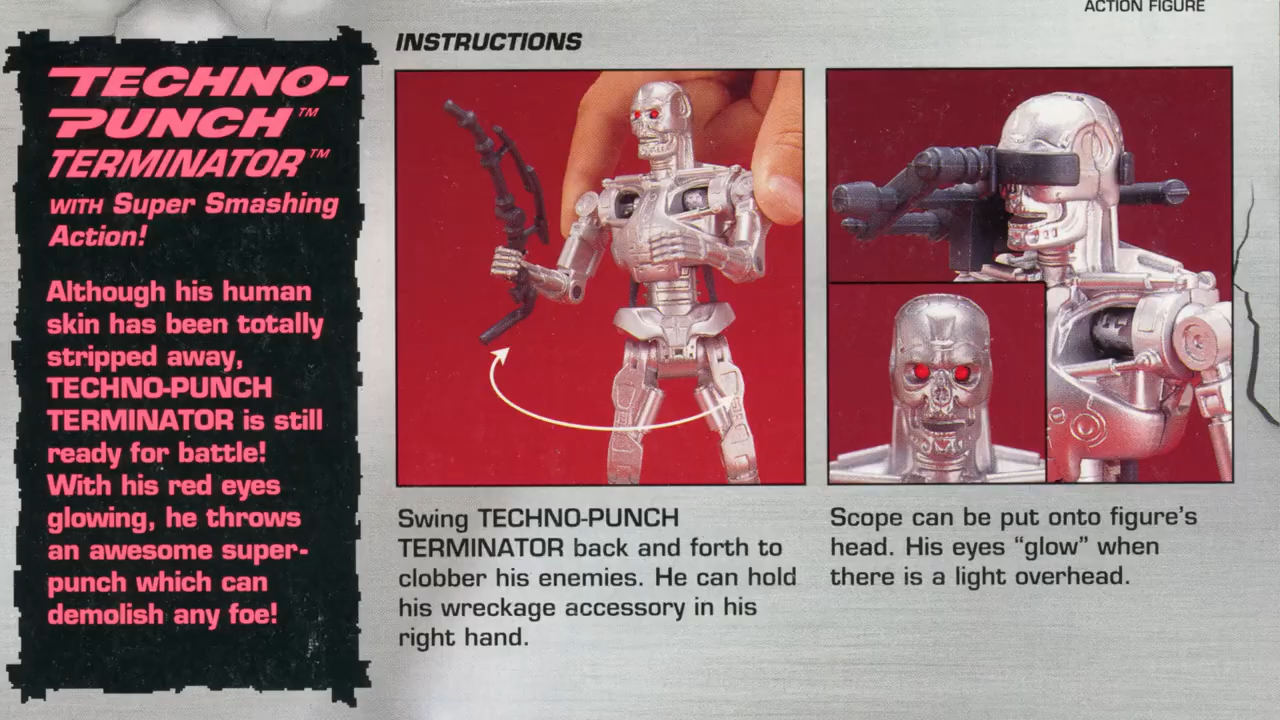 ACTION FIGURE
TECHNO-
PUNCH™
TERMINATOR™
WITH Super Smashing
Action!
Although his human
skin has been totally
stripped away,
TECHNO-PUNCH
TERMINATOR is still
ready for battle!
With his red eyes
glowing, he throws
an awesome super-
punch which can
demolish any foe!
INSTRUCTIONS
Swing TECHNO-PUNCH
TERMINATOR back and forth to
clobber his enemies. He can hold
his wreckage accessory in his
right hand.
Scope can be put onto figure's
head. His eyes “glow” when
there is a light overhead.